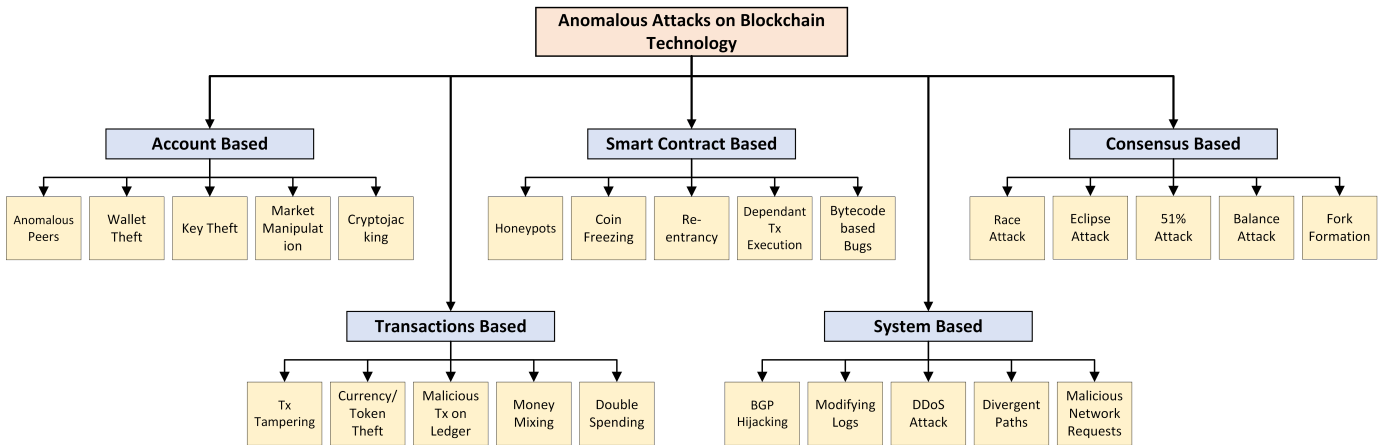 Anomalous Attacks on Blockchain
Technology
Account Based
Smart Contract Based
Consensus Based
Anomalous
Peers
Wallet
Theft
Key Theft
Market
Manipulat
ion
Cryptojac
king
Honeypots
Coin
Freezing
Re-
entrancy
Dependant
Tx
Execution
Bytecode
based
Bugs
Race
Attack
Eclipse
Attack
51%
Attack
Balance
Attack
Fork
Formation
Transactions Based
System Based
Tx
Tampering
Currency/
Token
Theft
Malicious
Tx on
Ledger
Money
Mixing
Double
Spending
BGP
Hijacking
Modifying
Logs
DDoS
Attack
Divergent
Paths
Malicious
Network
Requests